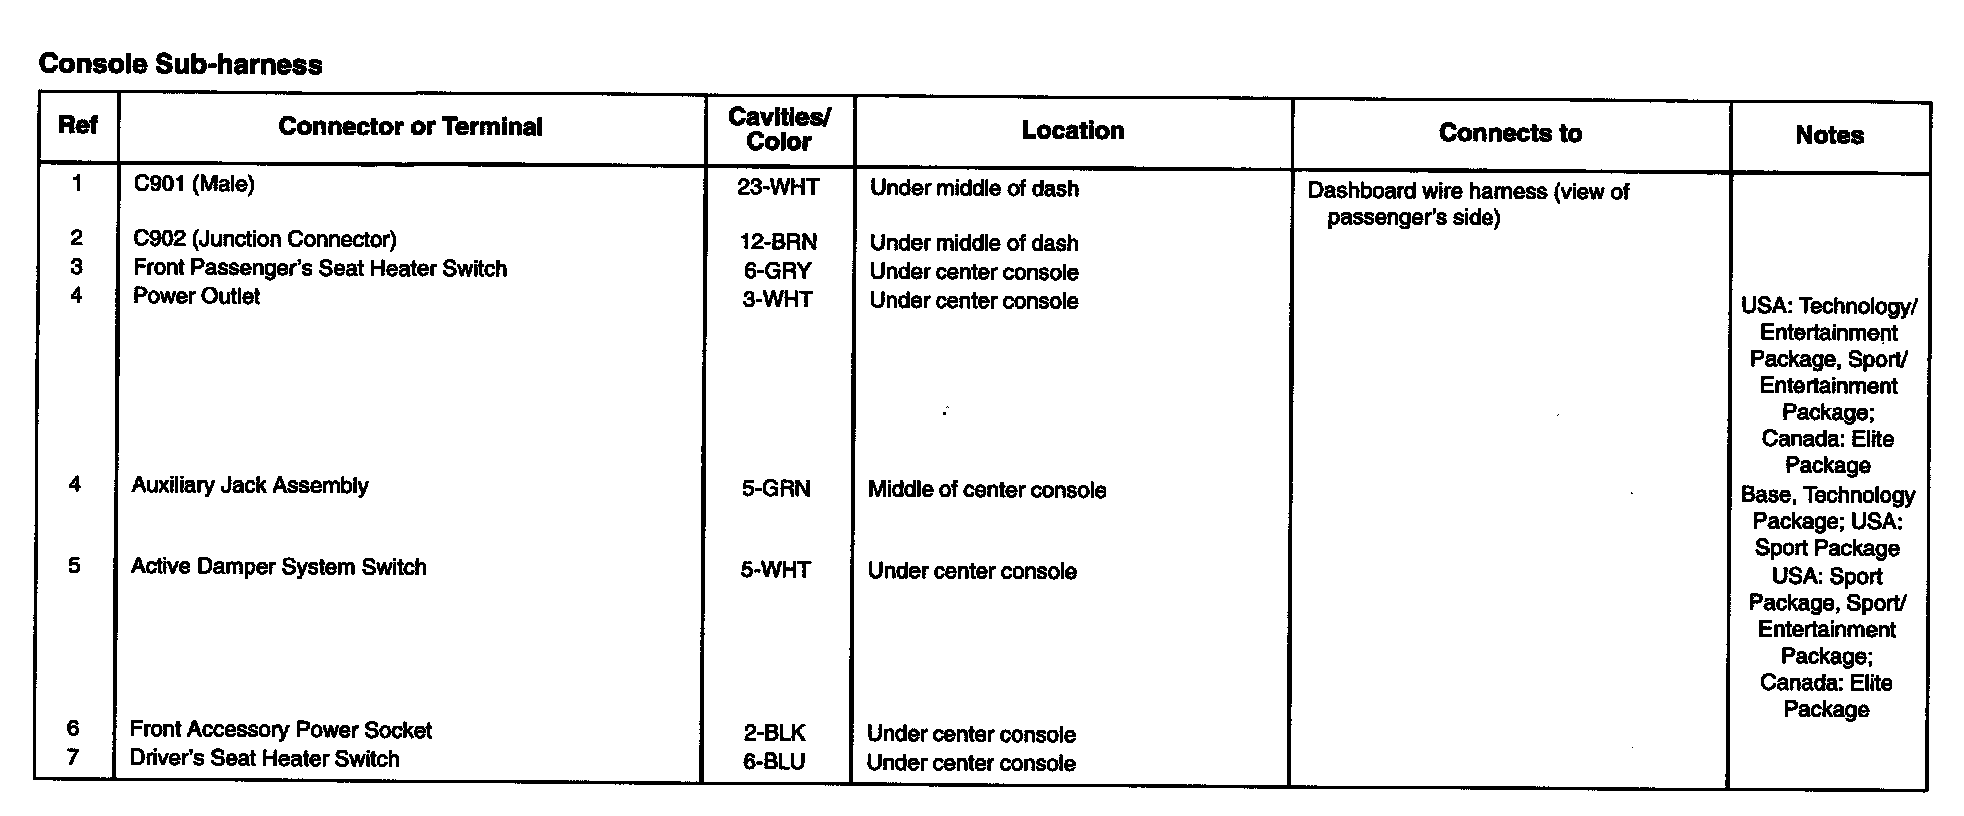 Console Sub-harness
Ref Connector or Terminal Cavities/ Color Location Connects to Notes
1 C901 (Male) 23-WHT Under middle of dash Dashboard wire harness (view of
passenger's side)
2 C902 (Junction Connector) 12-BRN Under middle of dash
3 Front Passenger's Seat Heater Switch 6-GRY Under center console
4 Power Outlet 3-WHT Under center console USA: Technology/
Entertainment
Package, Sport/
Entertainment
Package;
Canada: Elite
Package
4 Auxiliary Jack Assembly 5-GRN Middle of center console Base, Technology
Package; USA:
Sport Package
5 Active Damper System Switch 5-WHT Under center console USA: Sport
Package, Sport/
Entertainment
Package;
Canada: Elite
Package
6 Front Accessory Power Socket 2-BLK Under center console
7 Driver's Seat Heater Switch 6-BLU Under center console